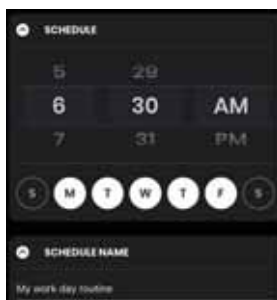 SCHEDULE
5 29
6 30 AM
7 31 PM
S M T W T F S
SCHEDULE NAME
My work day routine